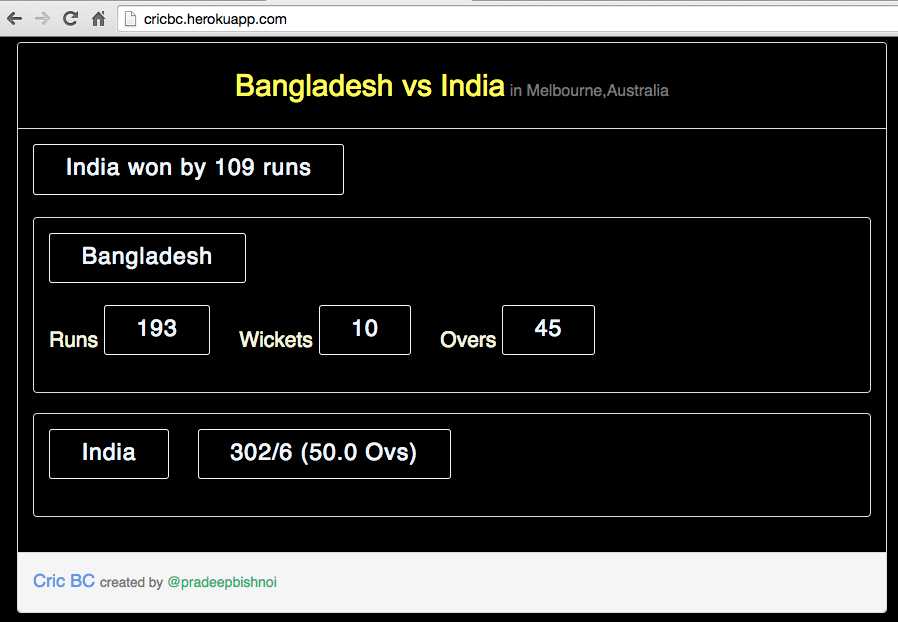 cricbc.herokuapp.com
Bangladesh vs India in Melbourne,Australia
India won by 109 runs
Bangladesh
Runs 193 Wickets 10 Overs 45
India 302/6 (50.0 Ovs)
Cric BC created by @pradeepbishnoi